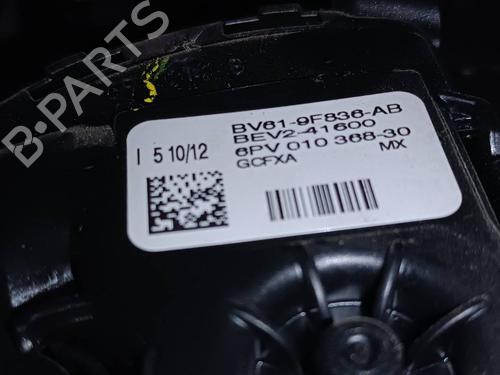 B-PARTS
BV61-9F836-AB
BEV2-41600
6PV 010 368-30
GCFXA MX
I 5 10/12